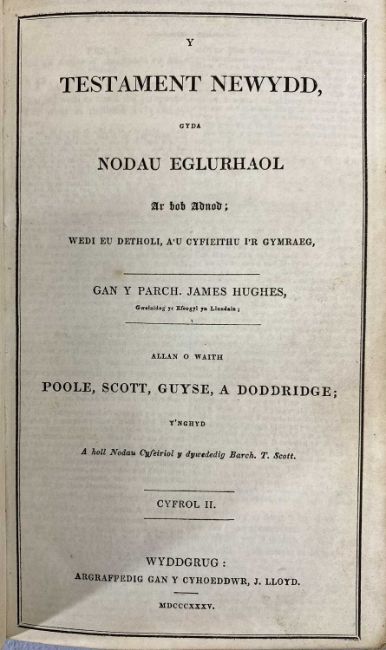 Y
TESTAMENT NEWYDD,
GYDA
NODAU EGLURHAOL
Ar bob Adnod;
WEDI EU DETHOLI, A'U CYFIEITHU I'R GYMRAEG,
GAN Y PARCH. JAMES HUGHES,
Gweinidog yr Efengyl yn Llundain;
ALLAN O WAITH
POOLE, SCOTT, GUYSE, A DODDRIDGE;
Y'NGHYD
A holl Nodau Cyfeiriol y dywededig Barch. T. Scott.
CYFROL II.
WYDDGRUG:
ARGRAFFEDIG GAN Y CYHOEDDWR, J. LLOYD.
MDCCCXXXV.